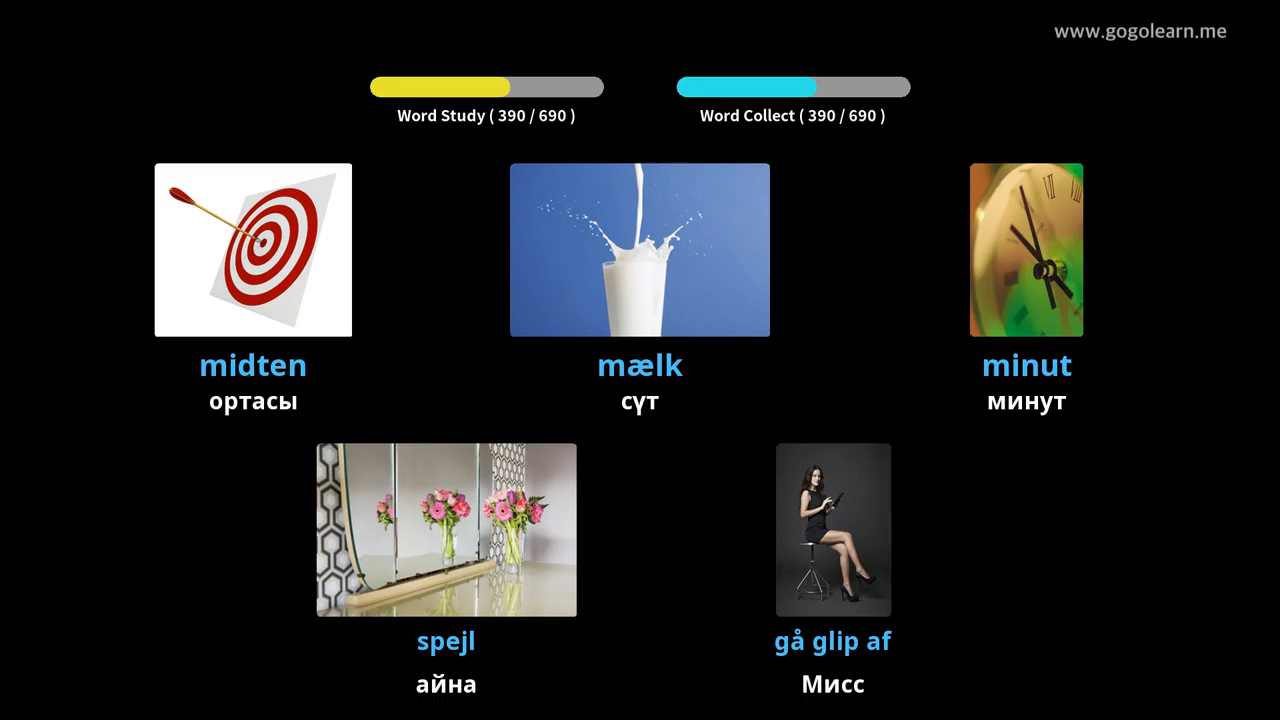 www.gogolearn.me
Word Study ( 390 / 690 )
Word Collect ( 390 / 690 )
midten
ортасы
mælk
сүт
minut
минут
spejl
айна
gå glip af
Мисс